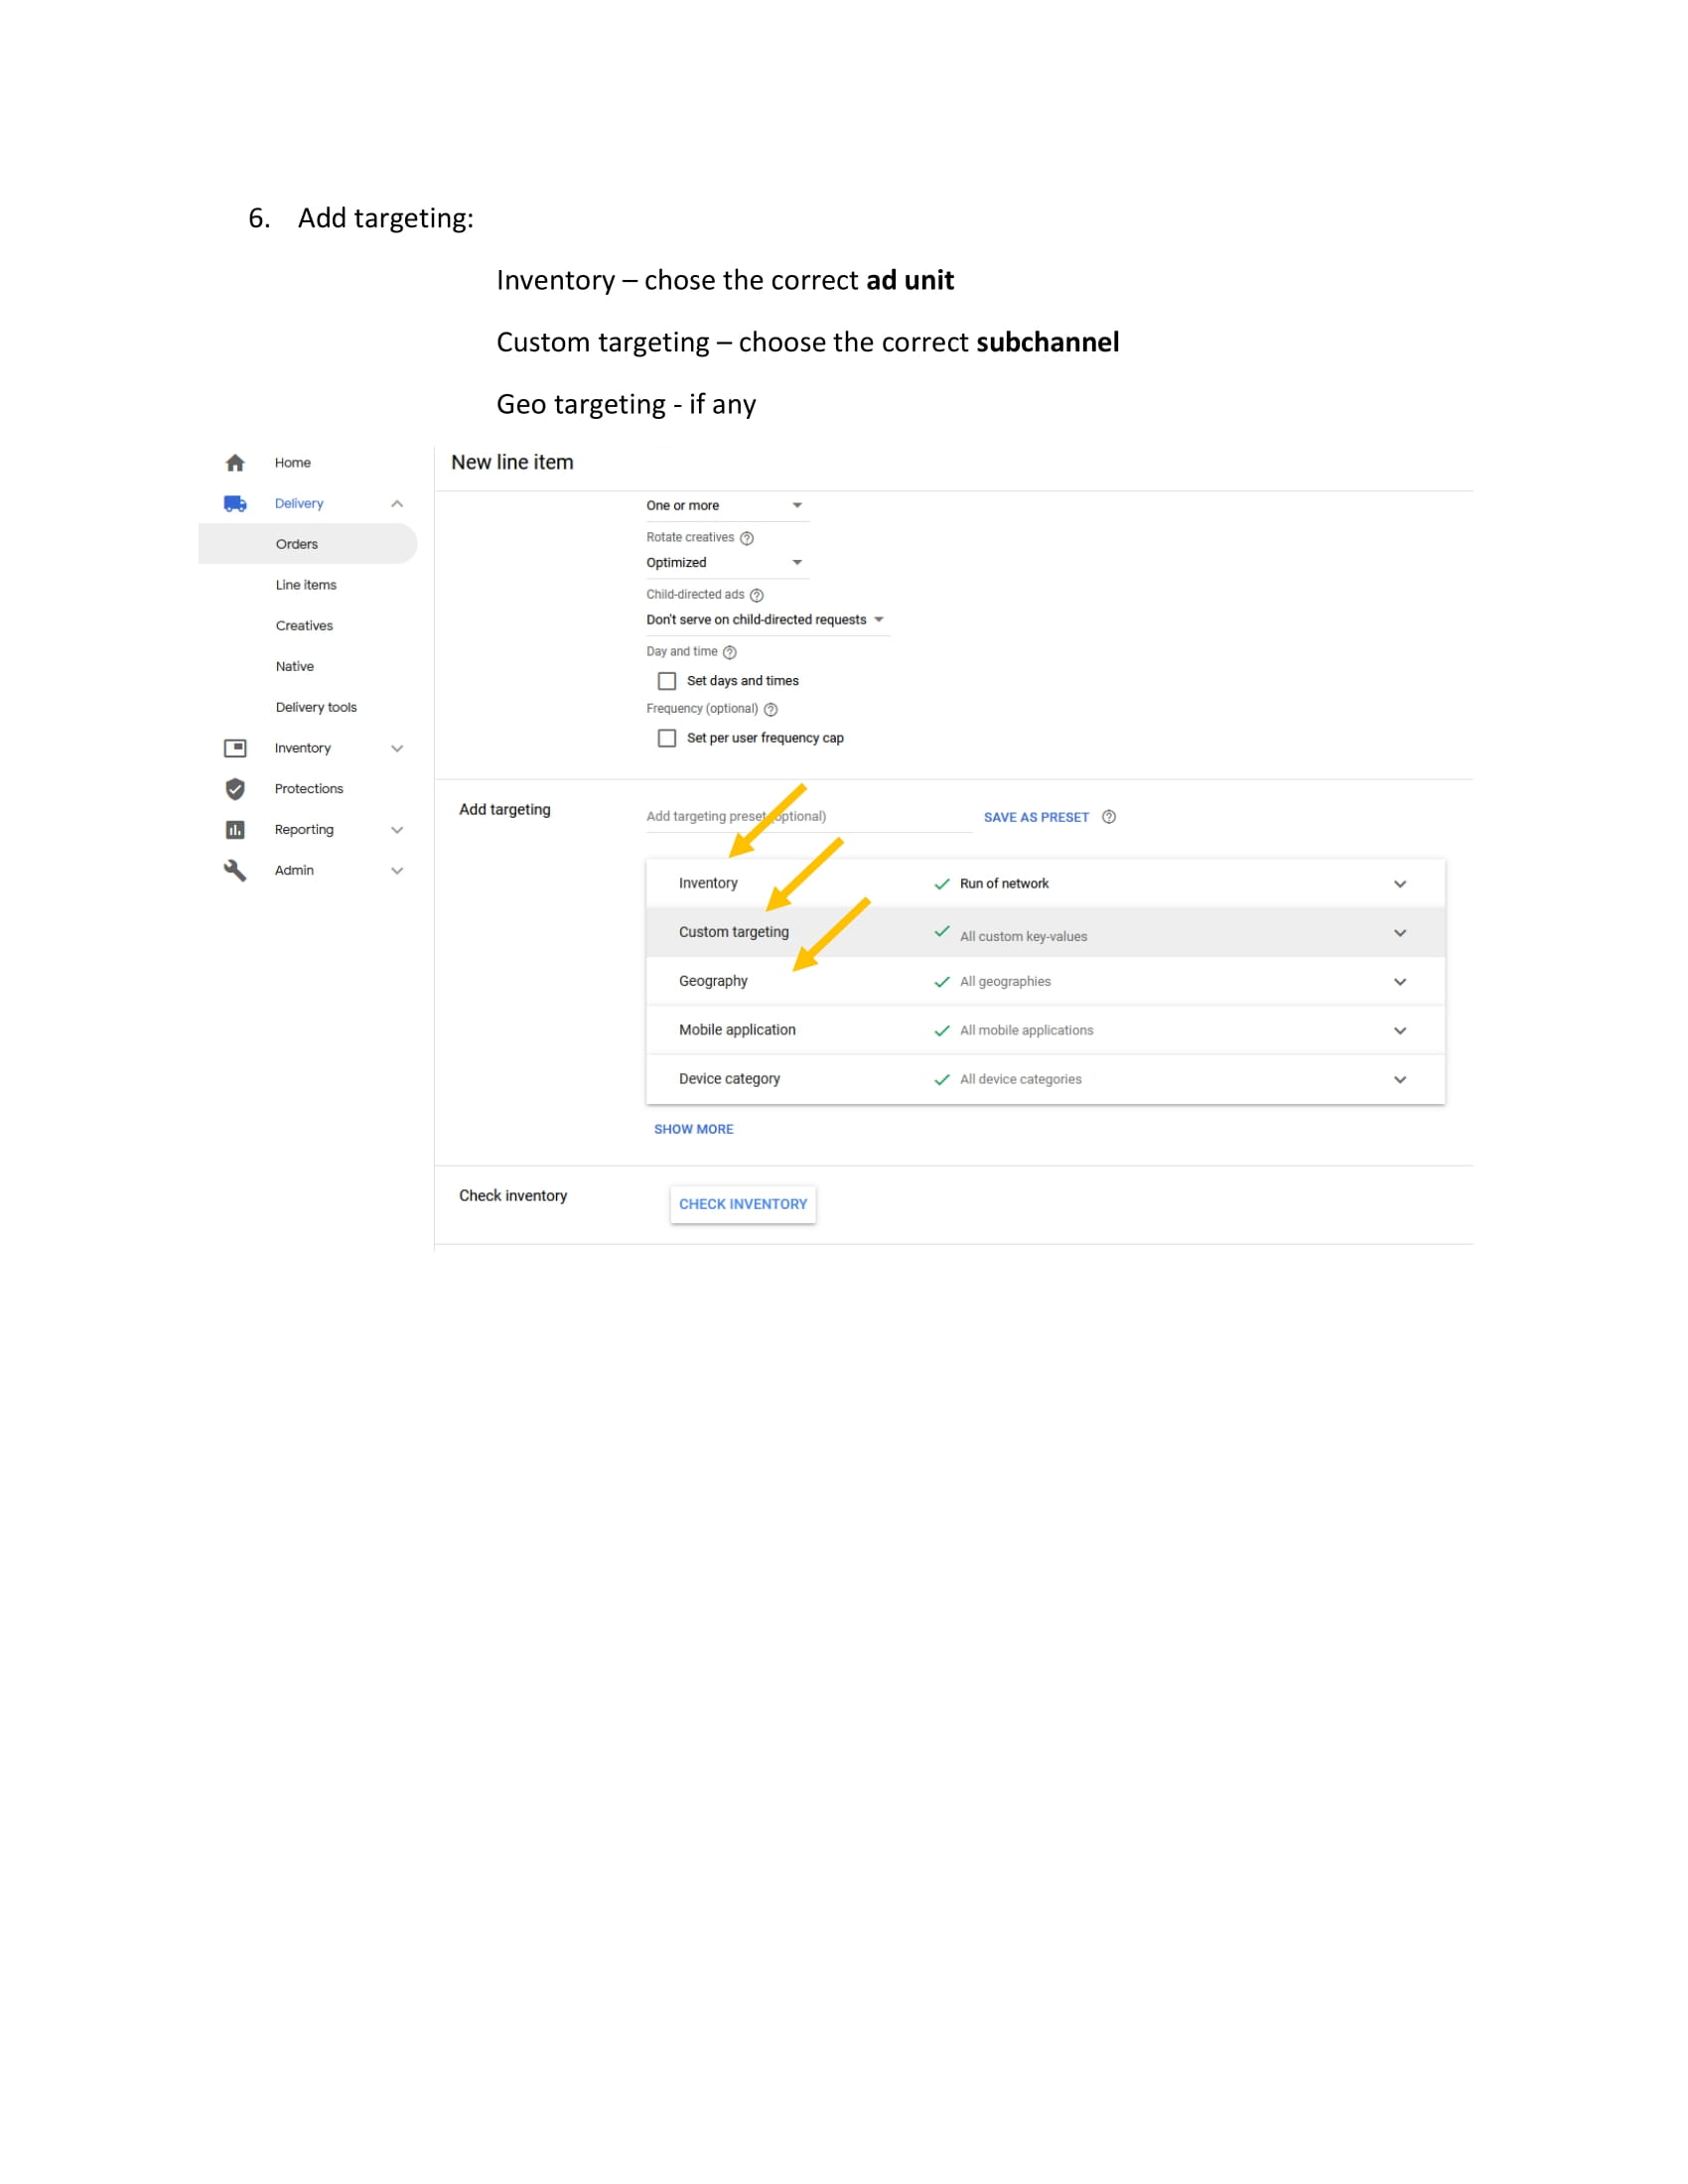 6. Add targeting:
Inventory – chose the correct ad unit
Custom targeting – choose the correct subchannel
Geo targeting - if any
Home
Delivery
Orders
Line items
Creatives
Native
Delivery tools
Inventory
Protections
Reporting
Admin
New line item
One or more
Rotate creatives
Optimized
Child-directed ads
Don't serve on child-directed requests
Day and time
Set days and times
Frequency (optional)
Set per user frequency cap
Add targeting
Add targeting preset (optional) SAVE AS PRESET
Inventory Run of network
Custom targeting All custom key-values
Geography All geographies
Mobile application All mobile applications
Device category All device categories
SHOW MORE
Check inventory CHECK INVENTORY